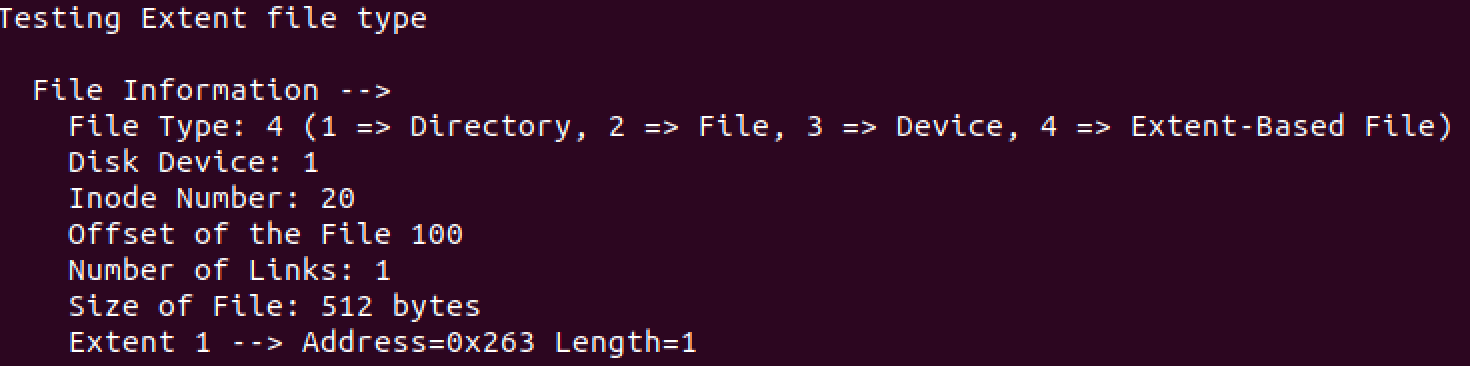 Testing Extent file type
File Information -->
File Type: 4 (1 => Directory, 2 => File, 3 => Device, 4 => Extent-Based File)
Disk Device: 1
Inode Number: 20
Offset of the File 100
Number of Links: 1
Size of File: 512 bytes
Extent 1 --> Address=0x263 Length=1